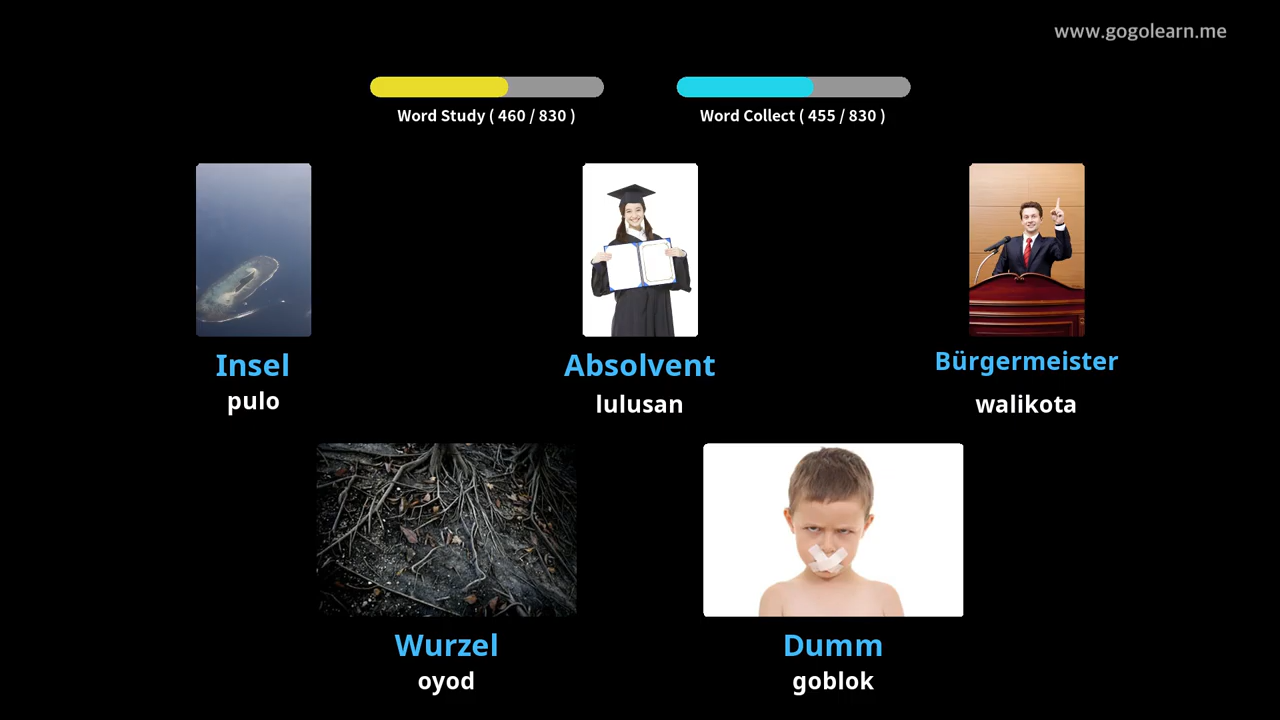 www.gogolearn.me
Word Study ( 460 / 830 )
Word Collect ( 455 / 830 )
Insel
pulo
Absolvent
lulusan
Bürgermeister
walikota
Wurzel
oyod
Dumm
goblok